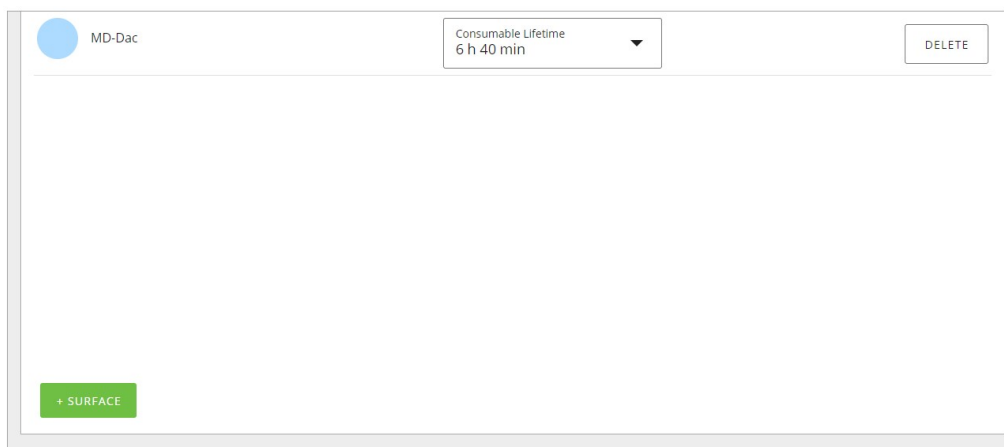 MD-Dac
Consumable Lifetime
6 h 40 min
DELETE
+ SURFACE